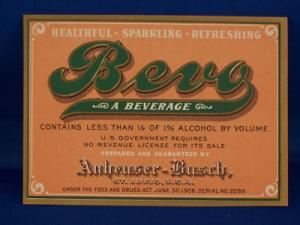 HEALTHFUL · SPARKLING · REFRESHING
Bevo
A BEVERAGE
CONTAINS LESS THAN ½ OF 1% ALCOHOL BY VOLUME
U.S. GOVERNMENT REQUIRES
NO REVENUE LICENSE FOR ITS SALE
PREPARED AND GUARANTEED BY
Anheuser-Busch,
ST. LOUIS, U.S.A.
UNDER THE FOOD AND DRUGS ACT, JUNE 30, 1906, SERIAL NO. 2289.